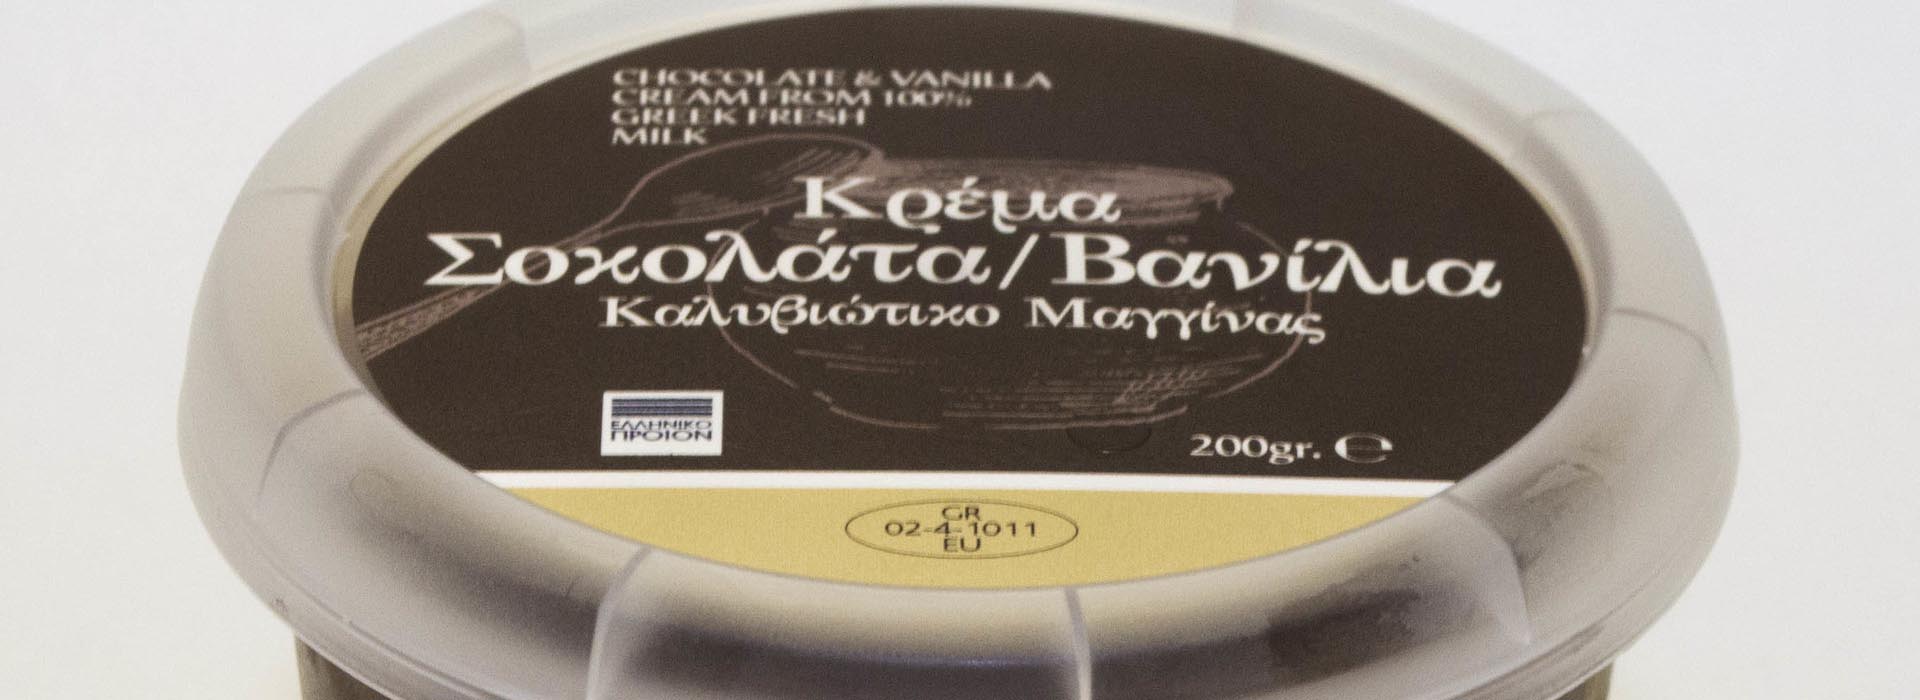 CHOCOLATE & VANILLA
CREAM FROM 100%
GREEK FRESH
MILK
Κρέμα
Σοκολάτα/Βανίλια
Καλυβιώτικο Μαγγίνας
ΕΛΛΗΝΙΚΟ
ΠΡΟΙΟΝ
200gr. ℮
GR
02-4-1011
EU